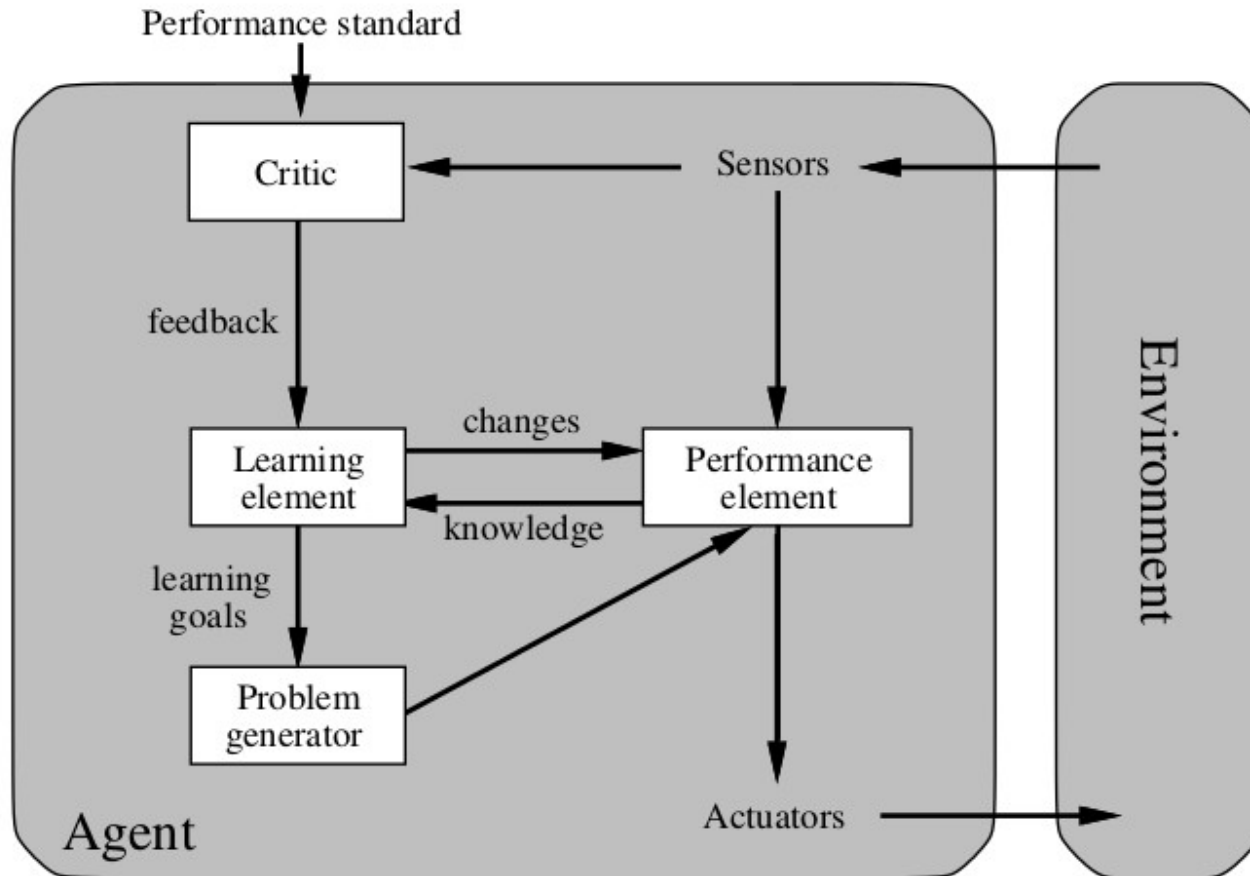 Performance standard
Critic
Sensors
feedback
changes
Learning
element
Performance
element
knowledge
learning
goals
Problem
generator
Actuators
Agent
Environment